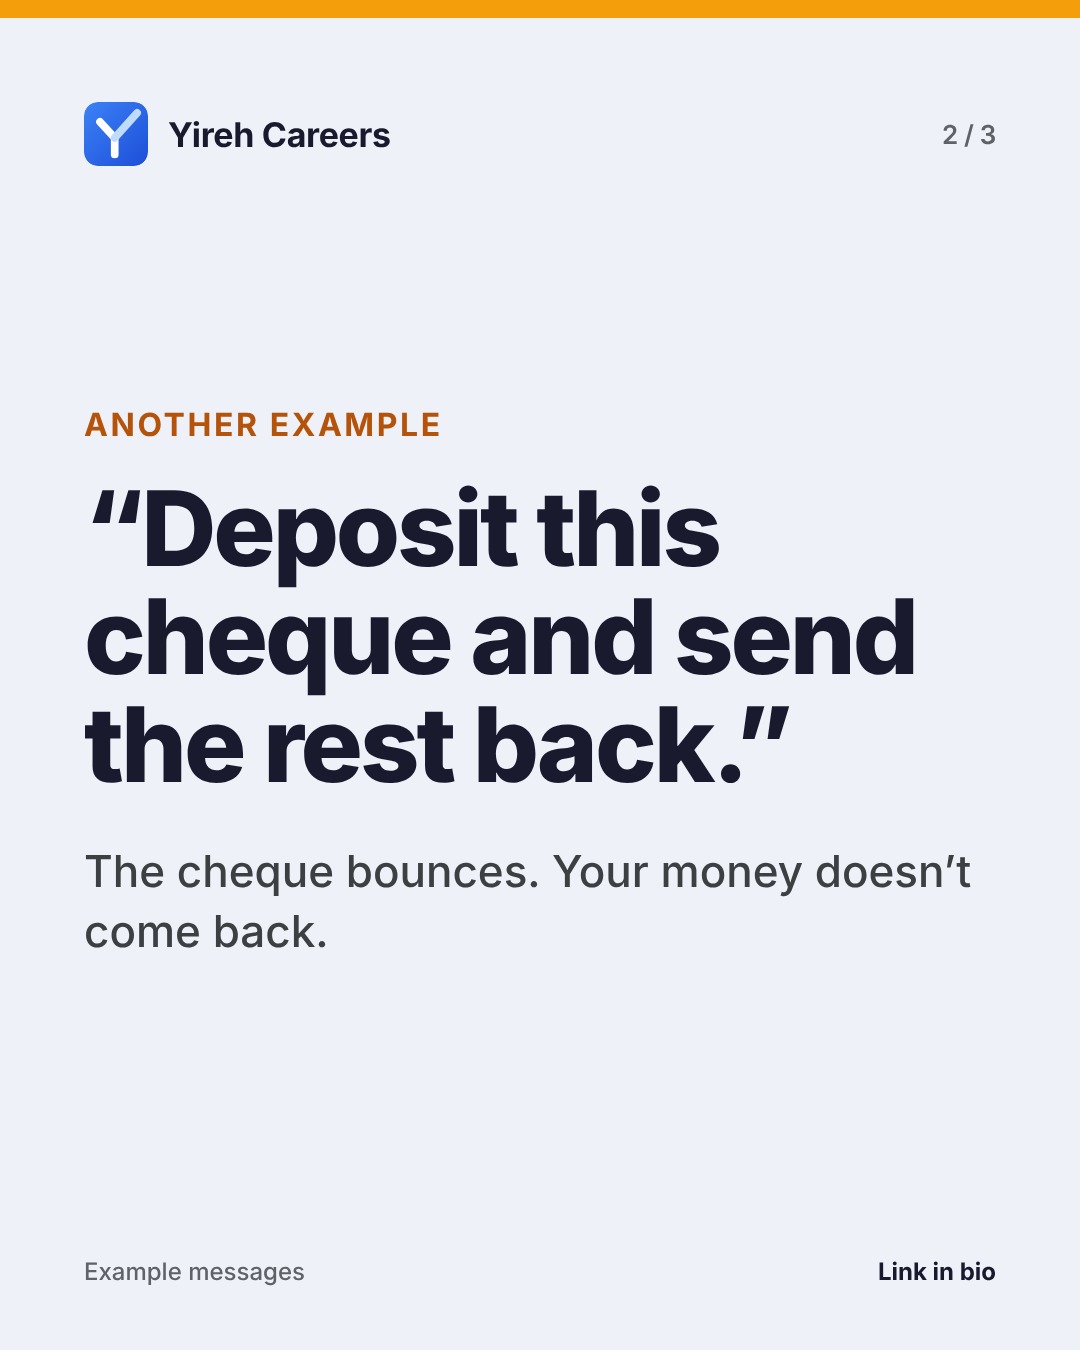 Yireh Careers
2 / 3
ANOTHER EXAMPLE
“Deposit this
cheque and send
the rest back.”
The cheque bounces. Your money doesn’t
come back.
Example messages
Link in bio